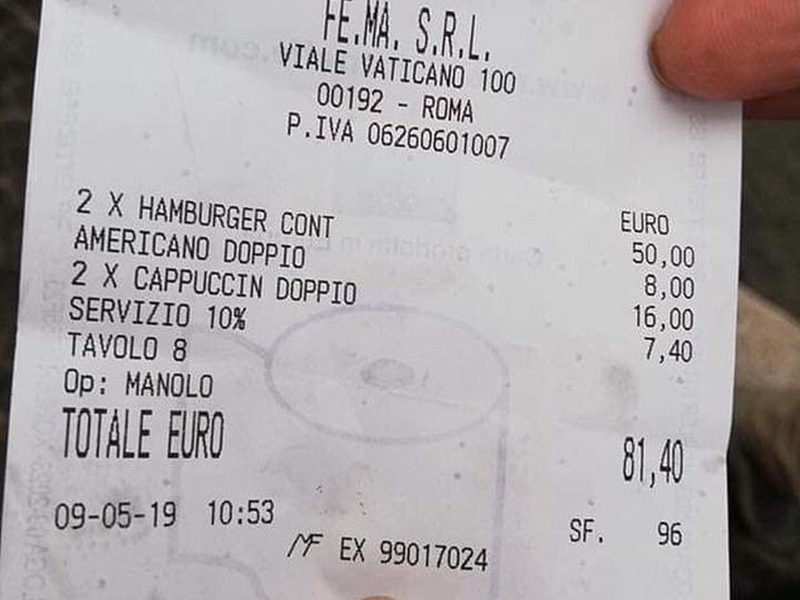 FE.MA. S.R.L.
VIALE VATICANO 100
00192 - ROMA
P.IVA 06260601007
EURO
2 X HAMBURGER CONT 50,00
AMERICANO DOPPIO 8,00
2 X CAPPUCCIN DOPPIO 16,00
SERVIZIO 10% 7,40
TAVOLO 8
Op: MANOLO
TOTALE EURO 81,40
09-05-19 10:53 SF. 96
MF EX 99017024